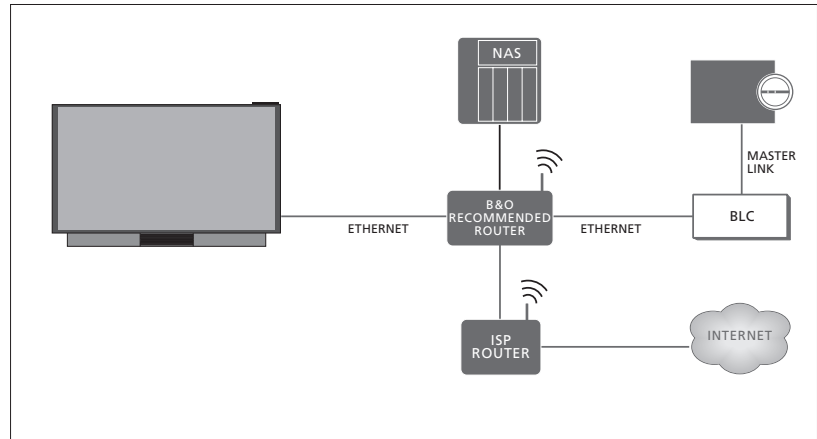 NAS
MASTER
LINK
B&O
RECOMMENDED
ROUTER
ETHERNET
ETHERNET
BLC
ISP
ROUTER
INTERNET